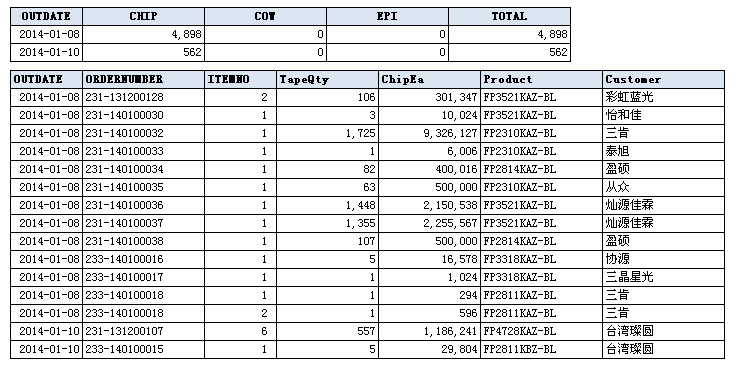 OUTDATE CHIP COW EPI TOTAL
2014-01-08 4,898 0 0 4,898
2014-01-10 562 0 0 562
OUTDATE ORDERNUMBER ITEMNO TapeQty ChipEa Product Customer
2014-01-08 231-131200128 2 106 301,347 FP3521KAZ-BL 彩虹蓝光
2014-01-08 231-140100030 1 3 10,024 FP3521KAZ-BL 怡和佳
2014-01-08 231-140100032 1 1,725 9,326,127 FP2310KAZ-BL 三肯
2014-01-08 231-140100033 1 1 6,006 FP2310KAZ-BL 泰旭
2014-01-08 231-140100034 1 82 400,016 FP2814KAZ-BL 盈硕
2014-01-08 231-140100035 1 63 500,000 FP2310KAZ-BL 从众
2014-01-08 231-140100036 1 1,448 2,150,538 FP3521KAZ-BL 灿源佳霖
2014-01-08 231-140100037 1 1,355 2,255,567 FP3521KAZ-BL 灿源佳霖
2014-01-08 231-140100038 1 107 500,000 FP2814KAZ-BL 盈硕
2014-01-08 233-140100016 1 5 16,578 FP3318KAZ-BL 协源
2014-01-08 233-140100017 1 1 1,024 FP3318KAZ-BL 三晶星光
2014-01-08 233-140100018 1 1 294 FP2811KAZ-BL 三肯
2014-01-08 233-140100018 2 1 596 FP2811KAZ-BL 三肯
2014-01-10 231-131200107 6 557 1,186,241 FP4728KAZ-BL 台湾璨圆
2014-01-10 233-140100015 1 5 29,804 FP2811KBZ-BL 台湾璨圆